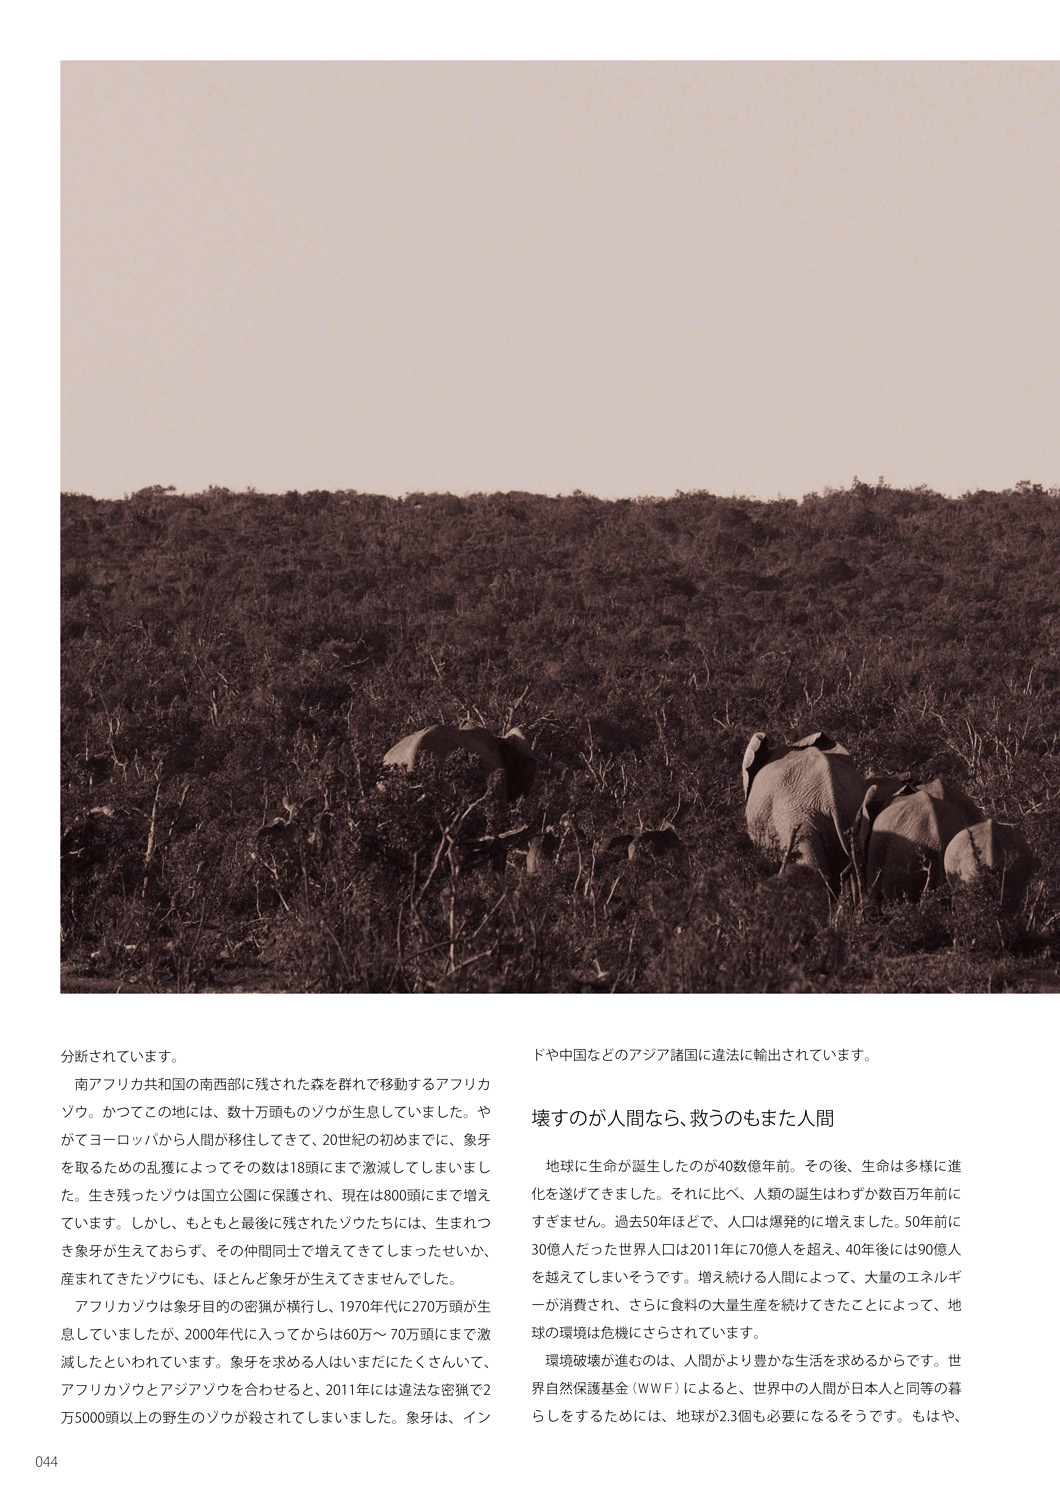 分断されています。
　南アフリカ共和国の南西部に残された森を群れで移動するアフリカ
ゾウ。かつてこの地には、数十万頭ものゾウが生息していました。や
がてヨーロッパから人間が移住してきて、20世紀の初めまでに、象牙
を取るための乱獲によってその数は18頭にまで激減してしまいまし
た。生き残ったゾウは国立公園に保護され、現在は800頭にまで増え
ています。しかし、もともと最後に残されたゾウたちには、生まれつ
き象牙が生えておらず、その仲間同士で増えてきてしまったせいか、
産まれてきたゾウにも、ほとんど象牙が生えてきませんでした。
　アフリカゾウは象牙目的の密猟が横行し、1970年代に270万頭が生
息していましたが、2000年代に入ってからは60万〜70万頭にまで激
減したといわれています。象牙を求める人はいまだにたくさんいて、
アフリカゾウとアジアゾウを合わせると、2011年には違法な密猟で2
万5000頭以上の野生のゾウが殺されてしまいました。象牙は、イン
ドや中国などのアジア諸国に違法に輸出されています。
壊すのが人間なら、救うのもまた人間
　地球に生命が誕生したのが40数億年前。その後、生命は多様に進
化を遂げてきました。それに比べ、人類の誕生はわずか数百万年前に
すぎません。過去50年ほどで、人口は爆発的に増えました。50年前に
30億人だった世界人口は2011年に70億人を超え、40年後には90億人
を越えてしまいそうです。増え続ける人間によって、大量のエネルギ
ーが消費され、さらに食料の大量生産を続けてきたことによって、地
球の環境は危機にさらされています。
　環境破壊が進むのは、人間がより豊かな生活を求めるからです。世
界自然保護基金（WWF）によると、世界中の人間が日本人と同等の暮
らしをするためには、地球が2.3個も必要になるそうです。もはや、
044